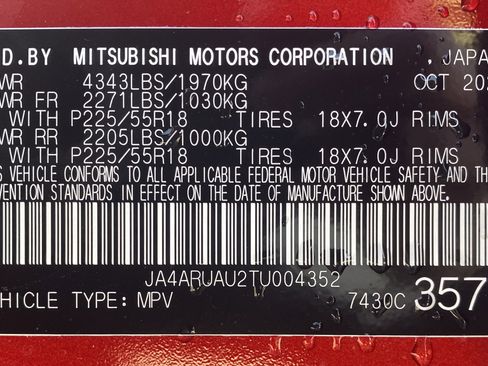 D.BY MITSUBISHI MOTORS CORPORATION , JAPA
WR 4343LBS/1970KG OCT 202
WR FR 2271LBS/1030KG
WITH P225/55R18 TIRES 18X7.0J RIMS
WR RR 2205LBS/1000KG
WITH P225/55R18 TIRES 18X7.0J RIMS
S VEHICLE CONFORMS TO ALL APPLICABLE FEDERAL MOTOR VEHICLE SAFETY AND THE
VENTION STANDARDS IN EFFECT ON THE DATE OF MANUFACTURE SHOWN ABOVE.
JA4ARUAU2TU004352
EHICLE TYPE: MPV 7430C 357